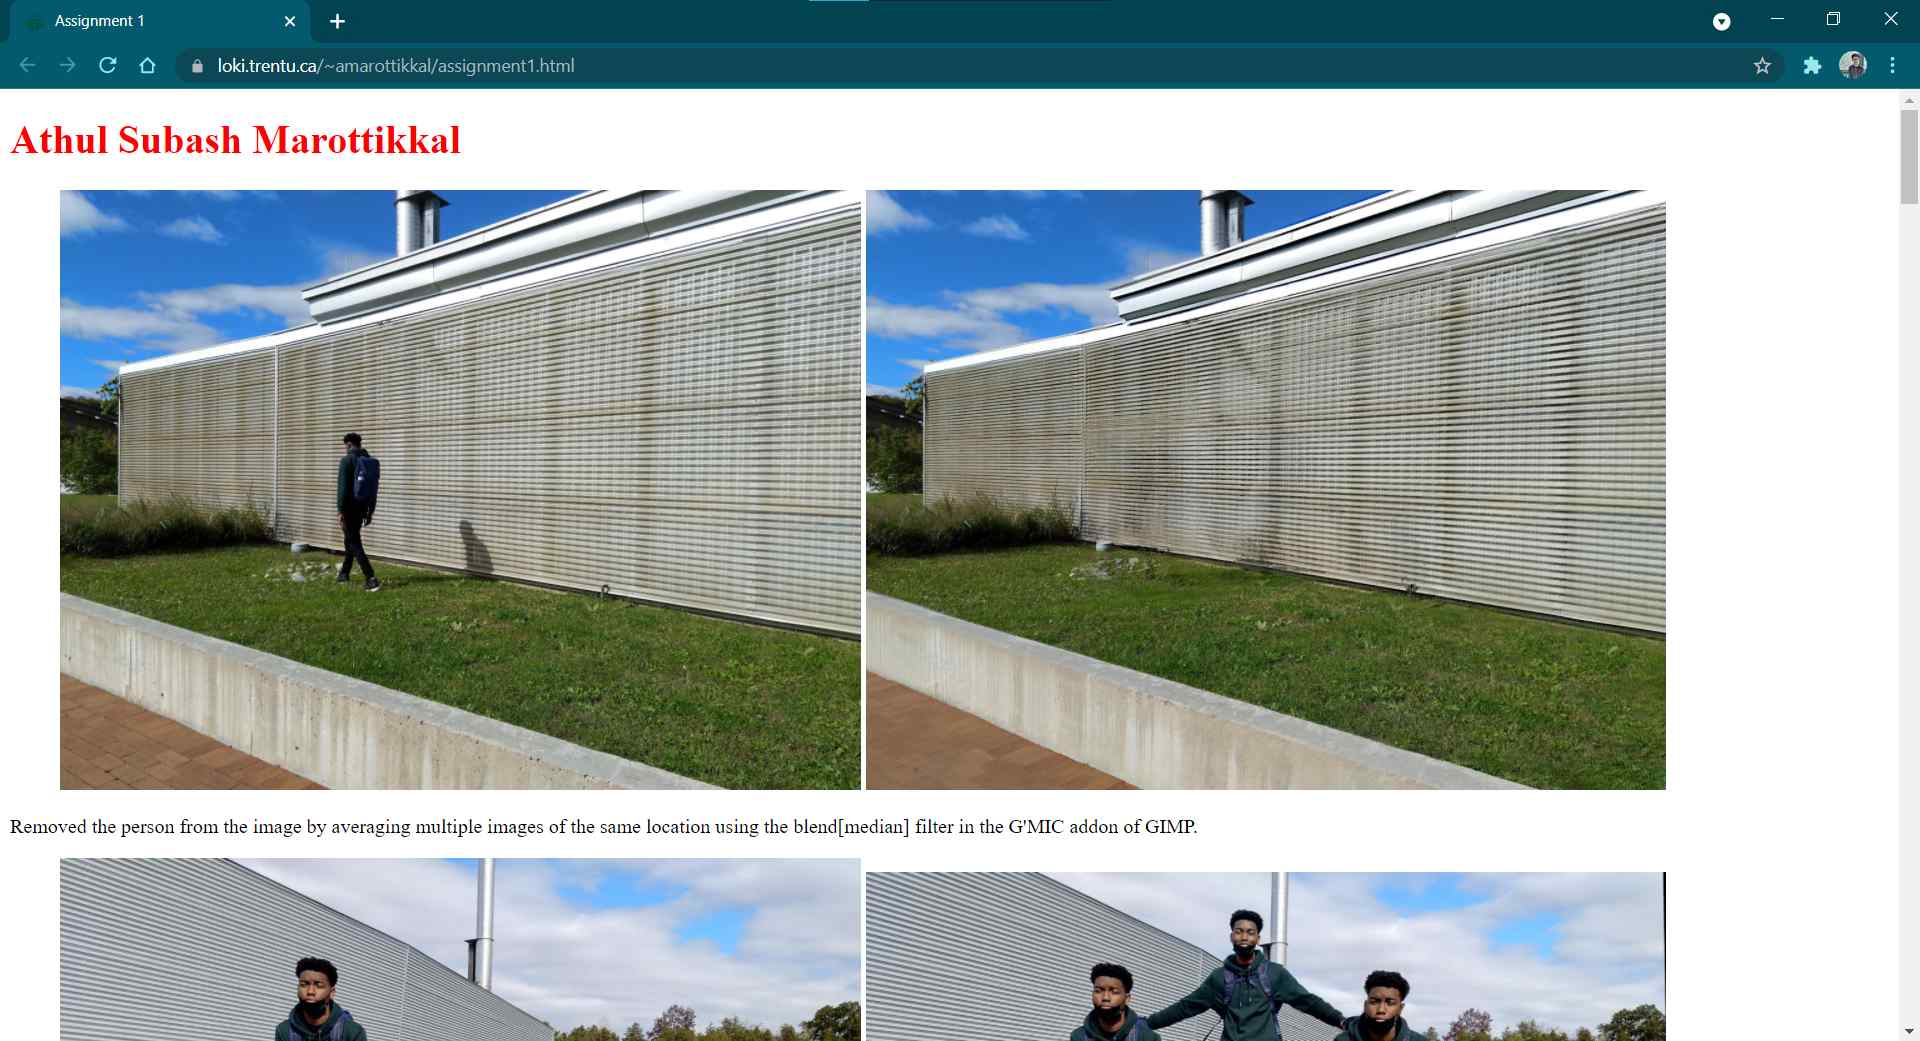 Assignment 1
loki.trentu.ca/~amarottikkal/assignment1.html
Athul Subash Marottikkal
Removed the person from the image by averaging multiple images of the same location using the blend[median] filter in the G'MIC addon of GIMP.